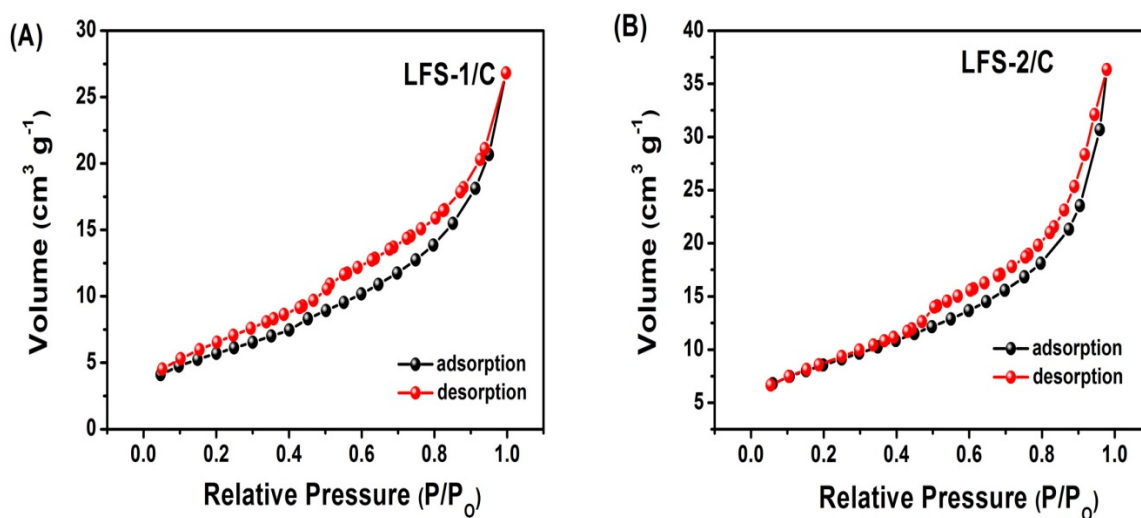 (A)
LFS-1/C
Volume (cm³ g⁻¹)
30
25
20
15
10
5
0
adsorption
desorption
0.0 0.2 0.4 0.6 0.8 1.0
Relative Pressure (P/P₀)
(B)
LFS-2/C
Volume (cm³ g⁻¹)
40
35
30
25
20
15
10
5
adsorption
desorption
0.0 0.2 0.4 0.6 0.8 1.0
Relative Pressure (P/P₀)